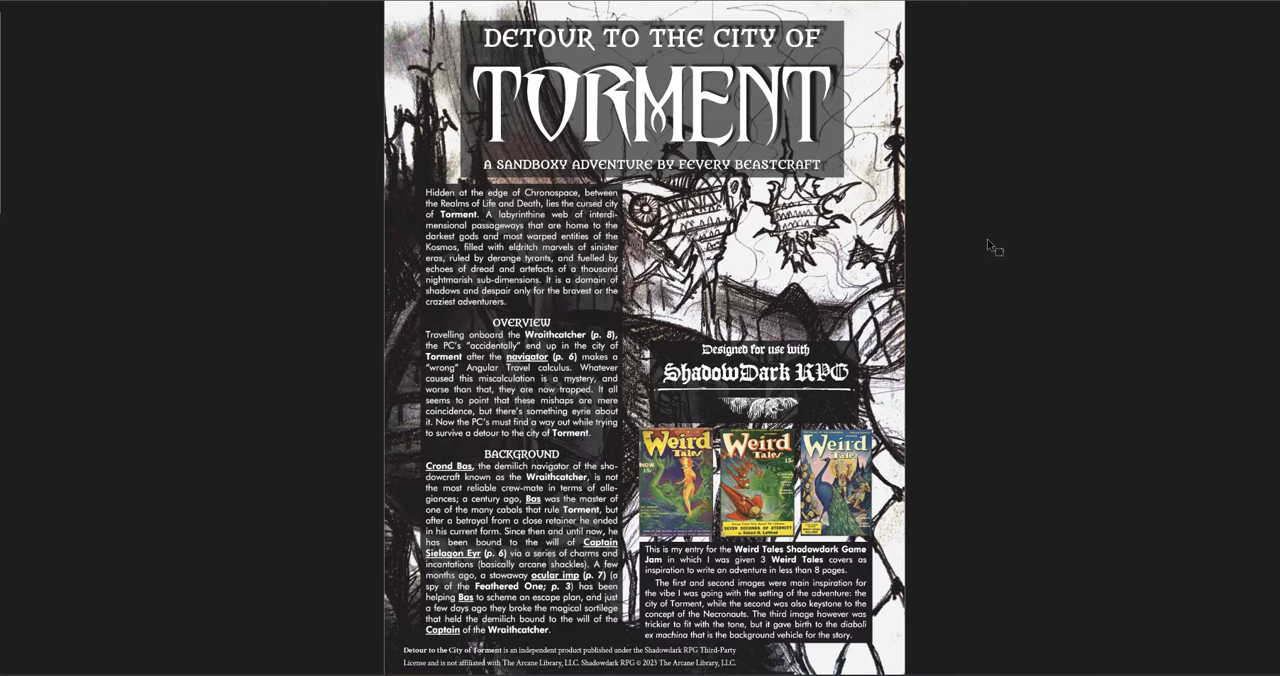 DETOUR TO THE CITY OF
TORMENT
A SANDBOXY ADVENTURE BY FEVERY BEASTCRAFT
Hidden at the edge of Chronospace, between
the Realms of Life and Death, lies the cursed city
of Torment. A labyrinthine web of interdi-
mensional passageways that are home to the
darkest gods and most warped entities of the
Kosmos, filled with eldritch marvels of sinister
eras, ruled by derange tyrants, and fuelled by
echoes of dread and artefacts of a thousand
nightmarish sub-dimensions. It is a domain of
shadows and despair only for the bravest or the
craziest adventurers.
OVERVIEW
Travelling onboard the Wraithcatcher (p. 8),
the PC's "accidentally" end up in the city of
Torment after the navigator (p. 6) makes a
"wrong" Angular Travel calculus. Whatever
caused this miscalculation is a mystery, and
worse than that, they are now trapped. It all
seems to point that these mishaps are mere
coincidence, but there's something eyrie about
it. Now the PC's must find a way out while trying
to survive a detour to the city of Torment.
BACKGROUND
Crond Bas, the demilich navigator of the sha-
dowcraft known as the Wraithcatcher, is not
the most reliable crew-mate in terms of alle-
giances; a century ago, Bas was the master of
one of the many cabals that rule Torment, but
after a betrayal from a close retainer he ended
in his current form. Since then and until now, he
has been bound to the will of Captain
Sielagon Eyr (p. 6) via a series of charms and
incantations (basically arcane shackles). A few
months ago, a stowaway ocular imp (p. 7) (a
spy of the Feathered One; p. 3) has been
helping Bas to scheme an escape plan, and just
a few days ago they broke the magical sortilege
that held the demilich bound to the will of the
Captain of the Wraithcatcher.
Designed for use with
ShadowDark RPG
Weird Tales
NOW 15¢
Weird Tales
15¢
SEVEN SECONDS OF ETERNITY
Weird Tales
This is my entry for the Weird Tales Shadowdark Game
Jam in which I was given 3 Weird Tales covers as
inspiration to write an adventure in less than 8 pages.
The first and second images were main inspiration for
the vibe I was going with the setting of the adventure: the
city of Torment, while the second was also keystone to the
concept of the Necronauts. The third image however was
trickier to fit with the tone, but it gave birth to the diaboli
ex machina that is the background vehicle for the story.
Detour to the City of Torment is an independent product published under the Shadowdark RPG Third-Party
License and is not affiliated with The Arcane Library, LLC. Shadowdark RPG © 2023 The Arcane Library, LLC.